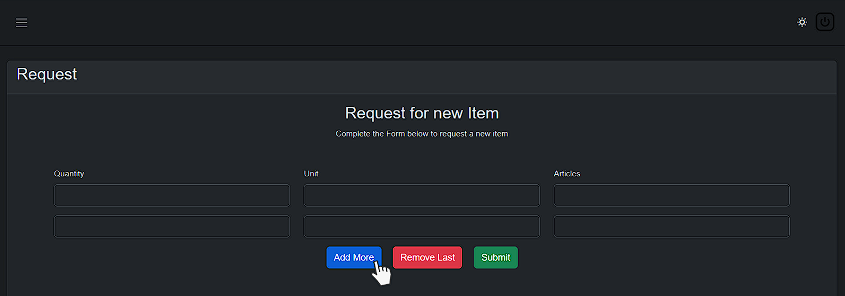 Request
Request for new Item
Complete the Form below to request a new item
Quantity Unit Articles
Add More Remove Last Submit